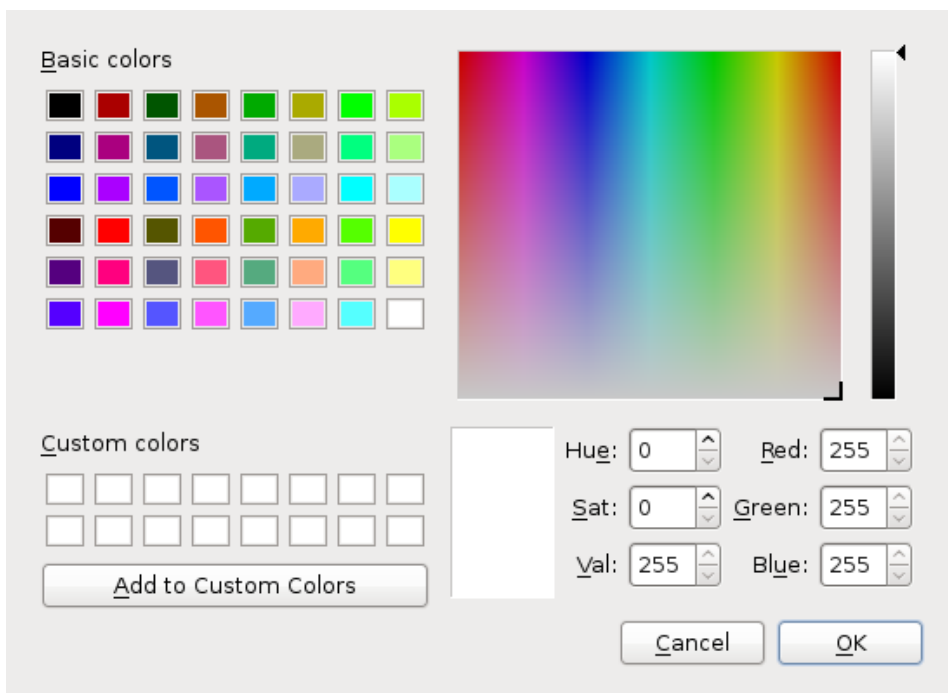 Basic colors
Custom colors
Add to Custom Colors
Hue: 0 Red: 255
Sat: 0 Green: 255
Val: 255 Blue: 255
Cancel OK